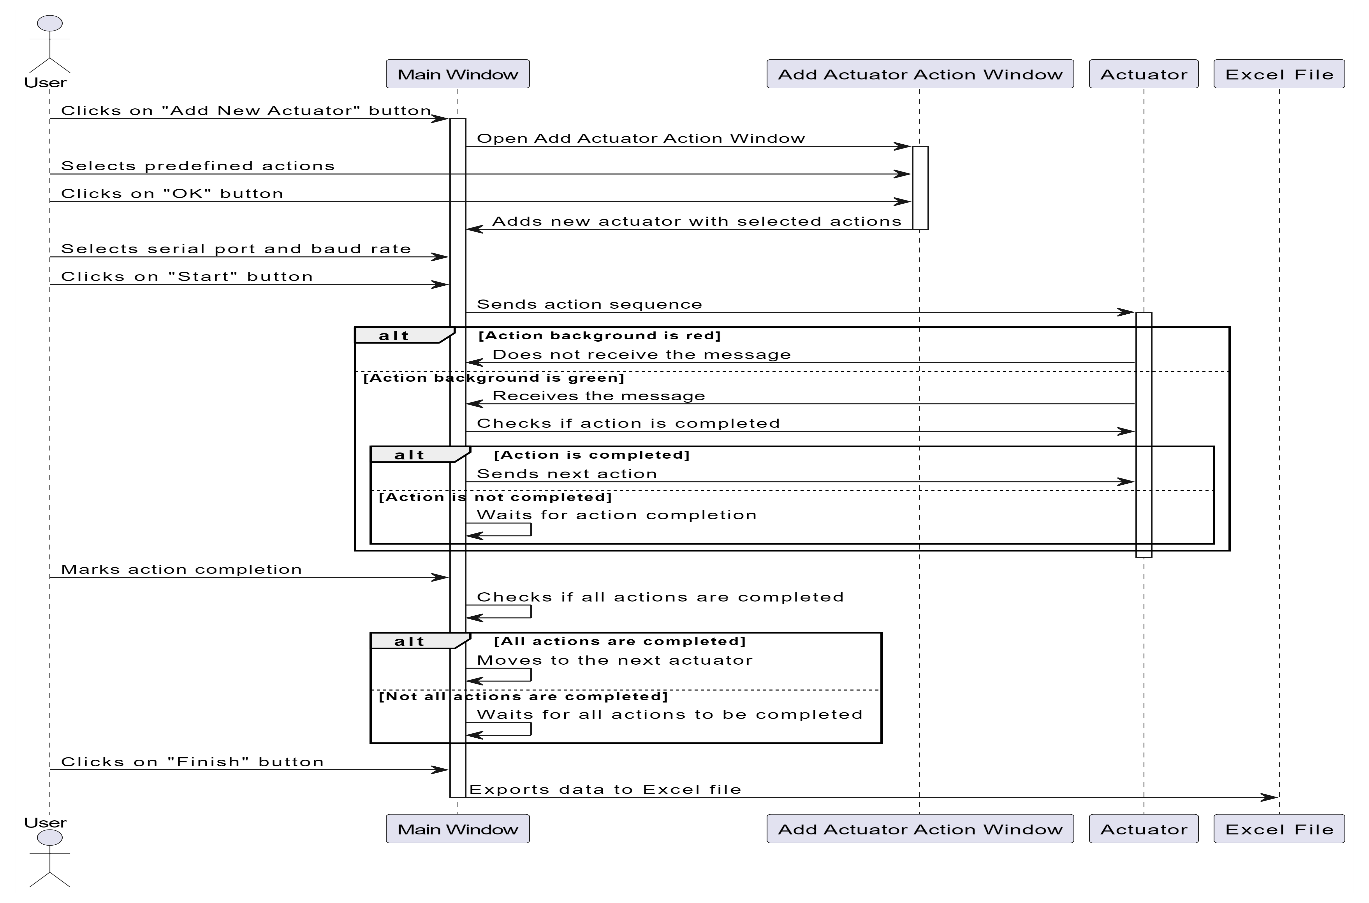 User
Main Window
Add Actuator Action Window
Actuator
Excel File
Clicks on "Add New Actuator" button
Open Add Actuator Action Window
Selects predefined actions
Clicks on "OK" button
Adds new actuator with selected actions
Selects serial port and baud rate
Clicks on "Start" button
Sends action sequence
alt
[Action background is red]
Does not receive the message
[Action background is green]
Receives the message
Checks if action is completed
alt
[Action is completed]
Sends next action
[Action is not completed]
Waits for action completion
Marks action completion
Checks if all actions are completed
alt
[All actions are completed]
Moves to the next actuator
[Not all actions are completed]
Waits for all actions to be completed
Clicks on "Finish" button
Exports data to Excel file
User
Main Window
Add Actuator Action Window
Actuator
Excel File